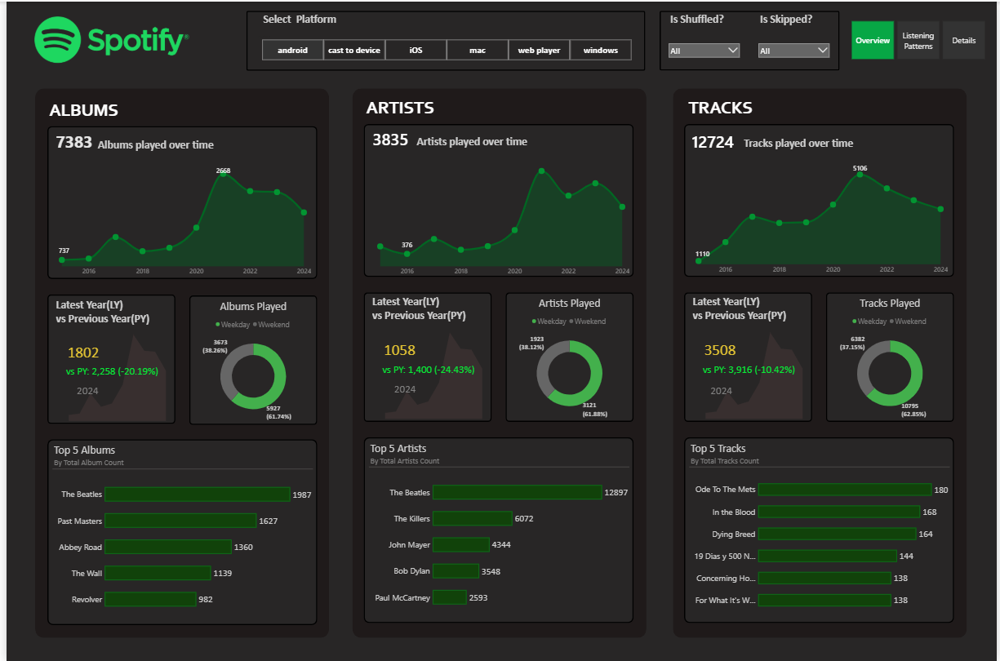 Spotify®
Select Platform
android
cast to device
iOS
mac
web player
windows
Is Shuffled?
All
Is Skipped?
All
Overview
Listening
Patterns
Details
ALBUMS
7383 Albums played over time
2668
737
2016
2018
2020
2022
2024
Latest Year(LY)
vs Previous Year(PY)
1802
vs PY: 2,258 (-20.19%)
2024
Albums Played
Weekday
Wwekend
3673
(38.26%)
5927
(61.74%)
Top 5 Albums
By Total Album Count
The Beatles 1987
Past Masters 1627
Abbey Road 1360
The Wall 1139
Revolver 982
ARTISTS
3835 Artists played over time
376
2016
2018
2020
2022
2024
Latest Year(LY)
vs Previous Year(PY)
1058
vs PY: 1,400 (-24.43%)
2024
Artists Played
Weekday
Wwekend
1923
(38.12%)
3121
(61.88%)
Top 5 Artists
By Total Artists Count
The Beatles 12897
The Killers 6072
John Mayer 4344
Bob Dylan 3548
Paul McCartney 2593
TRACKS
12724 Tracks played over time
5106
1110
2016
2018
2020
2022
2024
Latest Year(LY)
vs Previous Year(PY)
3508
vs PY: 3,916 (-10.42%)
2024
Tracks Played
Weekday
Wwekend
6382
(37.15%)
10795
(62.85%)
Top 5 Tracks
By Total Tracks Count
Ode To The Mets 180
In the Blood 168
Dying Breed 164
19 Dias y 500 N... 144
Concerning Ho... 138
For What It's W... 138